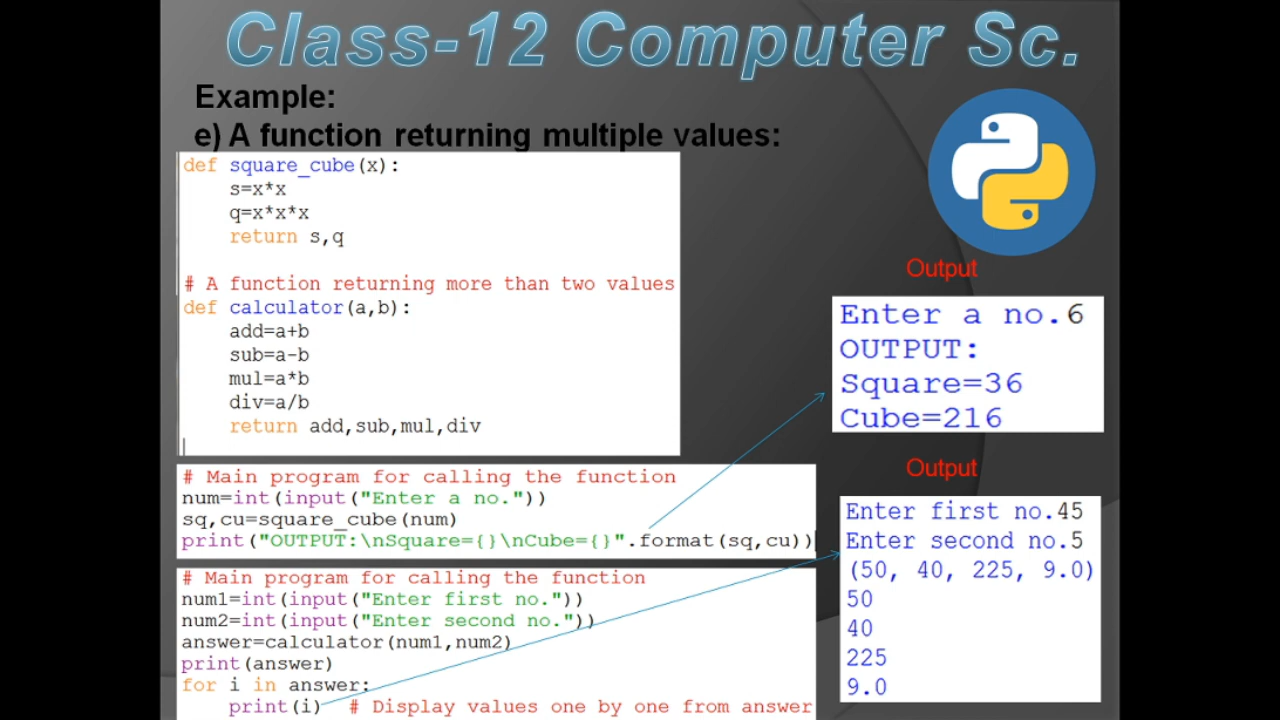 Class-12 Computer Sc.
Example:
e) A function returning multiple values:
def square_cube(x):
    s=x*x
    q=x*x*x
    return s,q
# A function returning more than two values
def calculator(a,b):
    add=a+b
    sub=a-b
    mul=a*b
    div=a/b
    return add,sub,mul,div
# Main program for calling the function
num=int(input("Enter a no."))
sq,cu=square_cube(num)
print("OUTPUT:\nSquare={}\nCube={}".format(sq,cu))
# Main program for calling the function
num1=int(input("Enter first no."))
num2=int(input("Enter second no."))
answer=calculator(num1,num2)
print(answer)
for i in answer:
    print(i)  # Display values one by one from answer
Output
Enter a no.6
OUTPUT:
Square=36
Cube=216
Output
Enter first no.45
Enter second no.5
(50, 40, 225, 9.0)
50
40
225
9.0